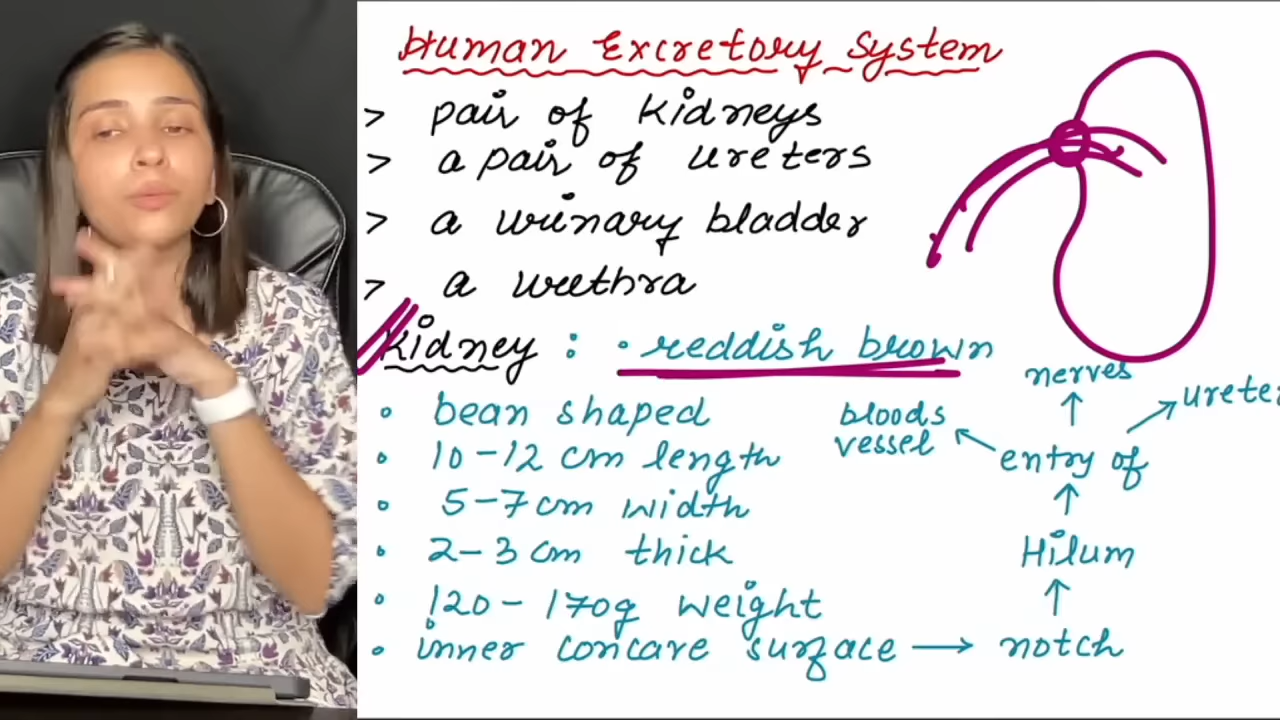 Human Excretory System
> pair of kidneys
> a pair of ureters
> a urinary bladder
> a urethra
kidney : • reddish brown
• bean shaped
• 10-12 cm length
• 5-7cm width
• 2-3 cm thick
• 120-170g weight
• inner concave surface → notch
↑
Hilum
↑
entry of
bloods vessel
nerves
ureter